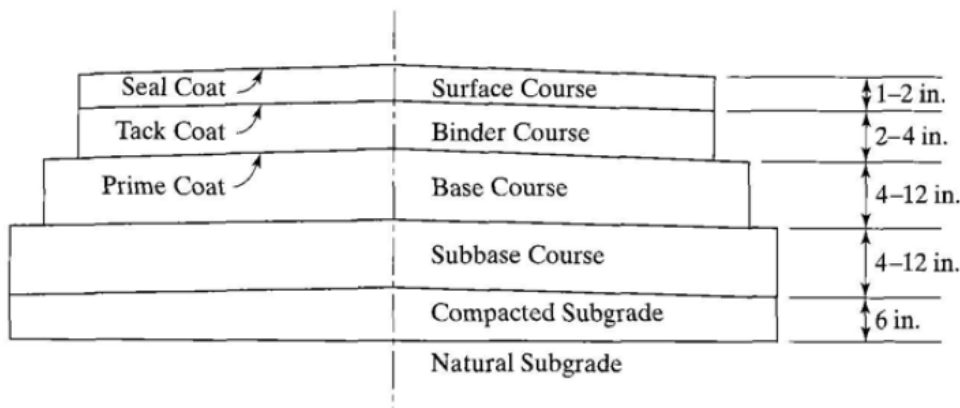 Seal Coat
Surface Course
1–2 in.
Tack Coat
Binder Course
2–4 in.
Prime Coat
Base Course
4–12 in.
Subbase Course
4–12 in.
Compacted Subgrade
6 in.
Natural Subgrade